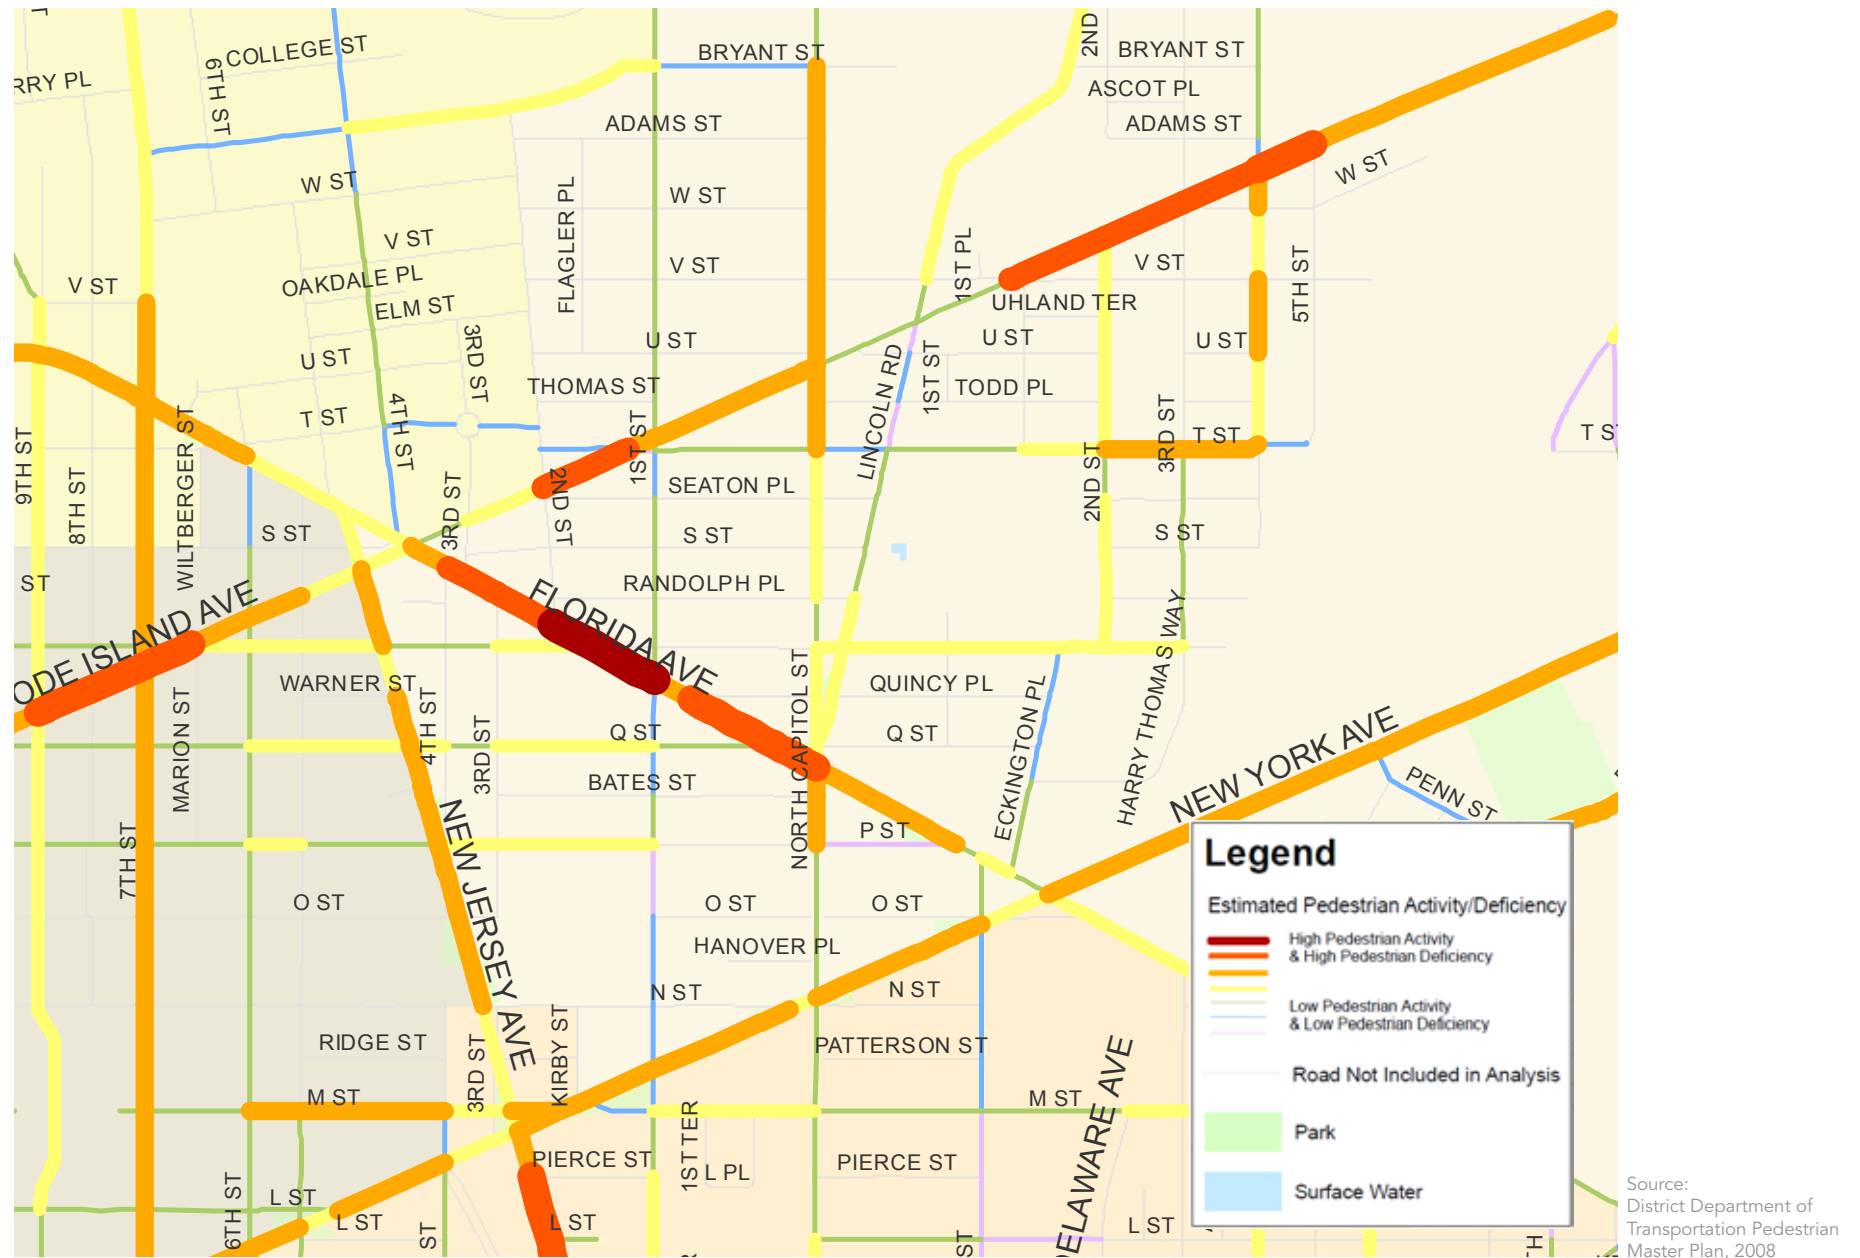 COLLEGE ST
BRYANT ST
2ND
BRYANT ST
RRY PL
6TH ST
ASCOT PL
ADAMS ST
ADAMS ST
W ST
W ST
W ST
FLAGLER PL
V ST
V ST
V ST
1ST PL
5TH ST
OAKDALE PL
V ST
UHLAND TER
ELM ST
U ST
U ST
U ST
U ST
3RD ST
THOMAS ST
LINCOLN RD
1ST ST
TODD PL
T ST
4TH ST
1ST ST
3RD ST
T ST
T ST
9TH ST
8TH ST
WILTBERGER ST
3RD ST
2ND ST
SEATON PL
2ND ST
S ST
S ST
S ST
ST
RANDOLPH PL
FLORIDA AVE
ODE ISLAND AVE
HARRY THOMAS WAY
WARNER ST
QUINCY PL
MARION ST
4TH ST
3RD ST
Q ST
Q ST
NORTH CAPITOL ST
ECKINGTON PL
NEW YORK AVE
BATES ST
PENN ST
7TH ST
NEW JERSEY AVE
P ST
O ST
O ST
O ST
HANOVER PL
N ST
N ST
RIDGE ST
3RD ST
KIRBY ST
PATTERSON ST
DELAWARE AVE
M ST
M ST
1ST TER
PIERCE ST
L PL
PIERCE ST
6TH ST
L ST
L ST
ST
L ST
ST
L ST
TH
Legend
Estimated Pedestrian Activity/Deficiency
High Pedestrian Activity
& High Pedestrian Deficiency
Low Pedestrian Activity
& Low Pedestrian Deficiency
Road Not Included in Analysis
Park
Surface Water
Source:
District Department of
Transportation Pedestrian
Master Plan, 2008